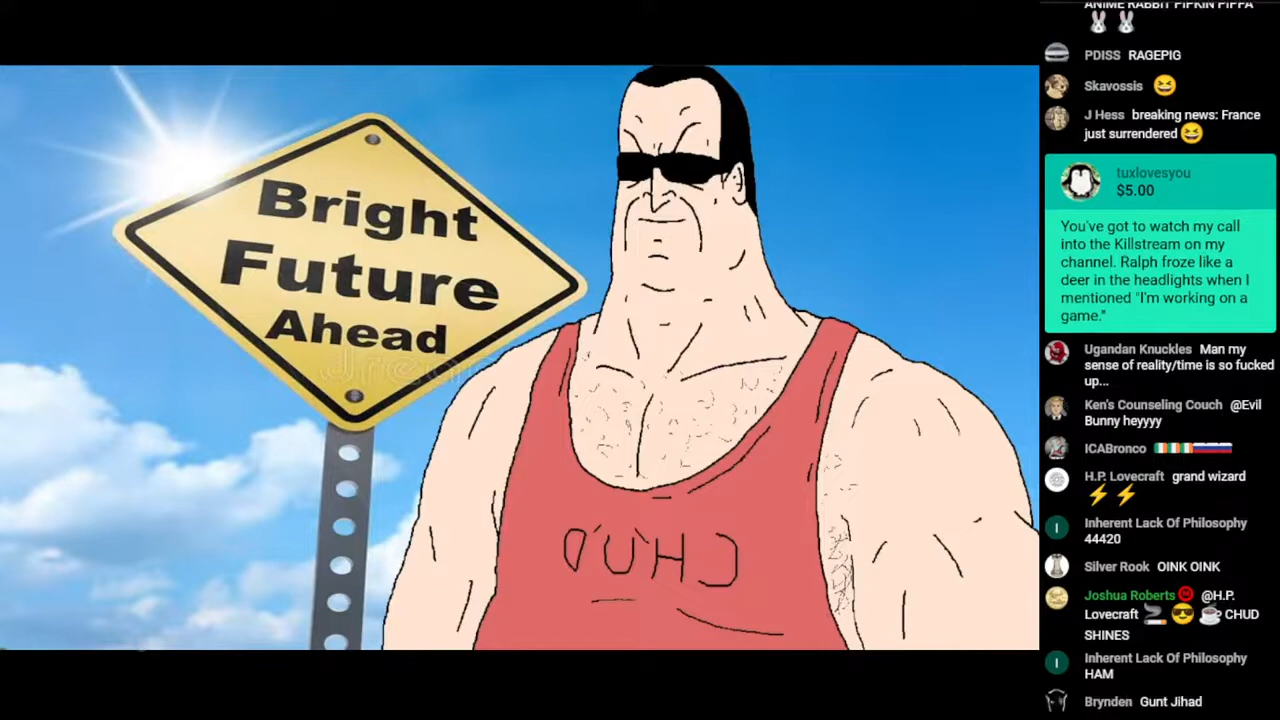 Bright
Future
Ahead
CHUD
ANIME RABBIT PIPKIN PIPPA
🐰 🐰
PDISS RAGEPIG
Skavossis 😆
J Hess breaking news: France
just surrendered 😆
tuxlovesyou
$5.00
You've got to watch my call
into the Killstream on my
channel. Ralph froze like a
deer in the headlights when I
mentioned "I'm working on a
game."
Ugandan Knuckles Man my
sense of reality/time is so fucked
up...
Ken's Counseling Couch @Evil
Bunny heyyyy
ICABronco
H.P. Lovecraft grand wizard
⚡ ⚡
Inherent Lack Of Philosophy
44420
Silver Rook OINK OINK
Joshua Roberts @H.P.
Lovecraft 🚬 😎 ☕ CHUD
SHINES
Inherent Lack Of Philosophy
HAM
Brynden Gunt Jihad